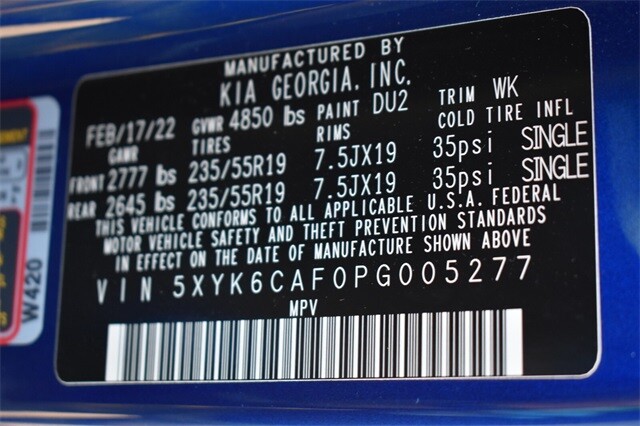 MANUFACTURED BY
KIA GEORGIA, INC.
FEB/17/22 GVWR 4850 lbs PAINT DU2 TRIM WK
GAWR TIRES RIMS COLD TIRE INFL
FRONT 2777 lbs 235/55R19 7.5JX19 35psi SINGLE
REAR 2645 lbs 235/55R19 7.5JX19 35psi SINGLE
THIS VEHICLE CONFORMS TO ALL APPLICABLE U.S.A. FEDERAL
MOTOR VEHICLE SAFETY AND THEFT PREVENTION STANDARDS
IN EFFECT ON THE DATE OF MANUFACTURE SHOWN ABOVE
VIN 5XYK6CAF0PG005277
MPV
W420